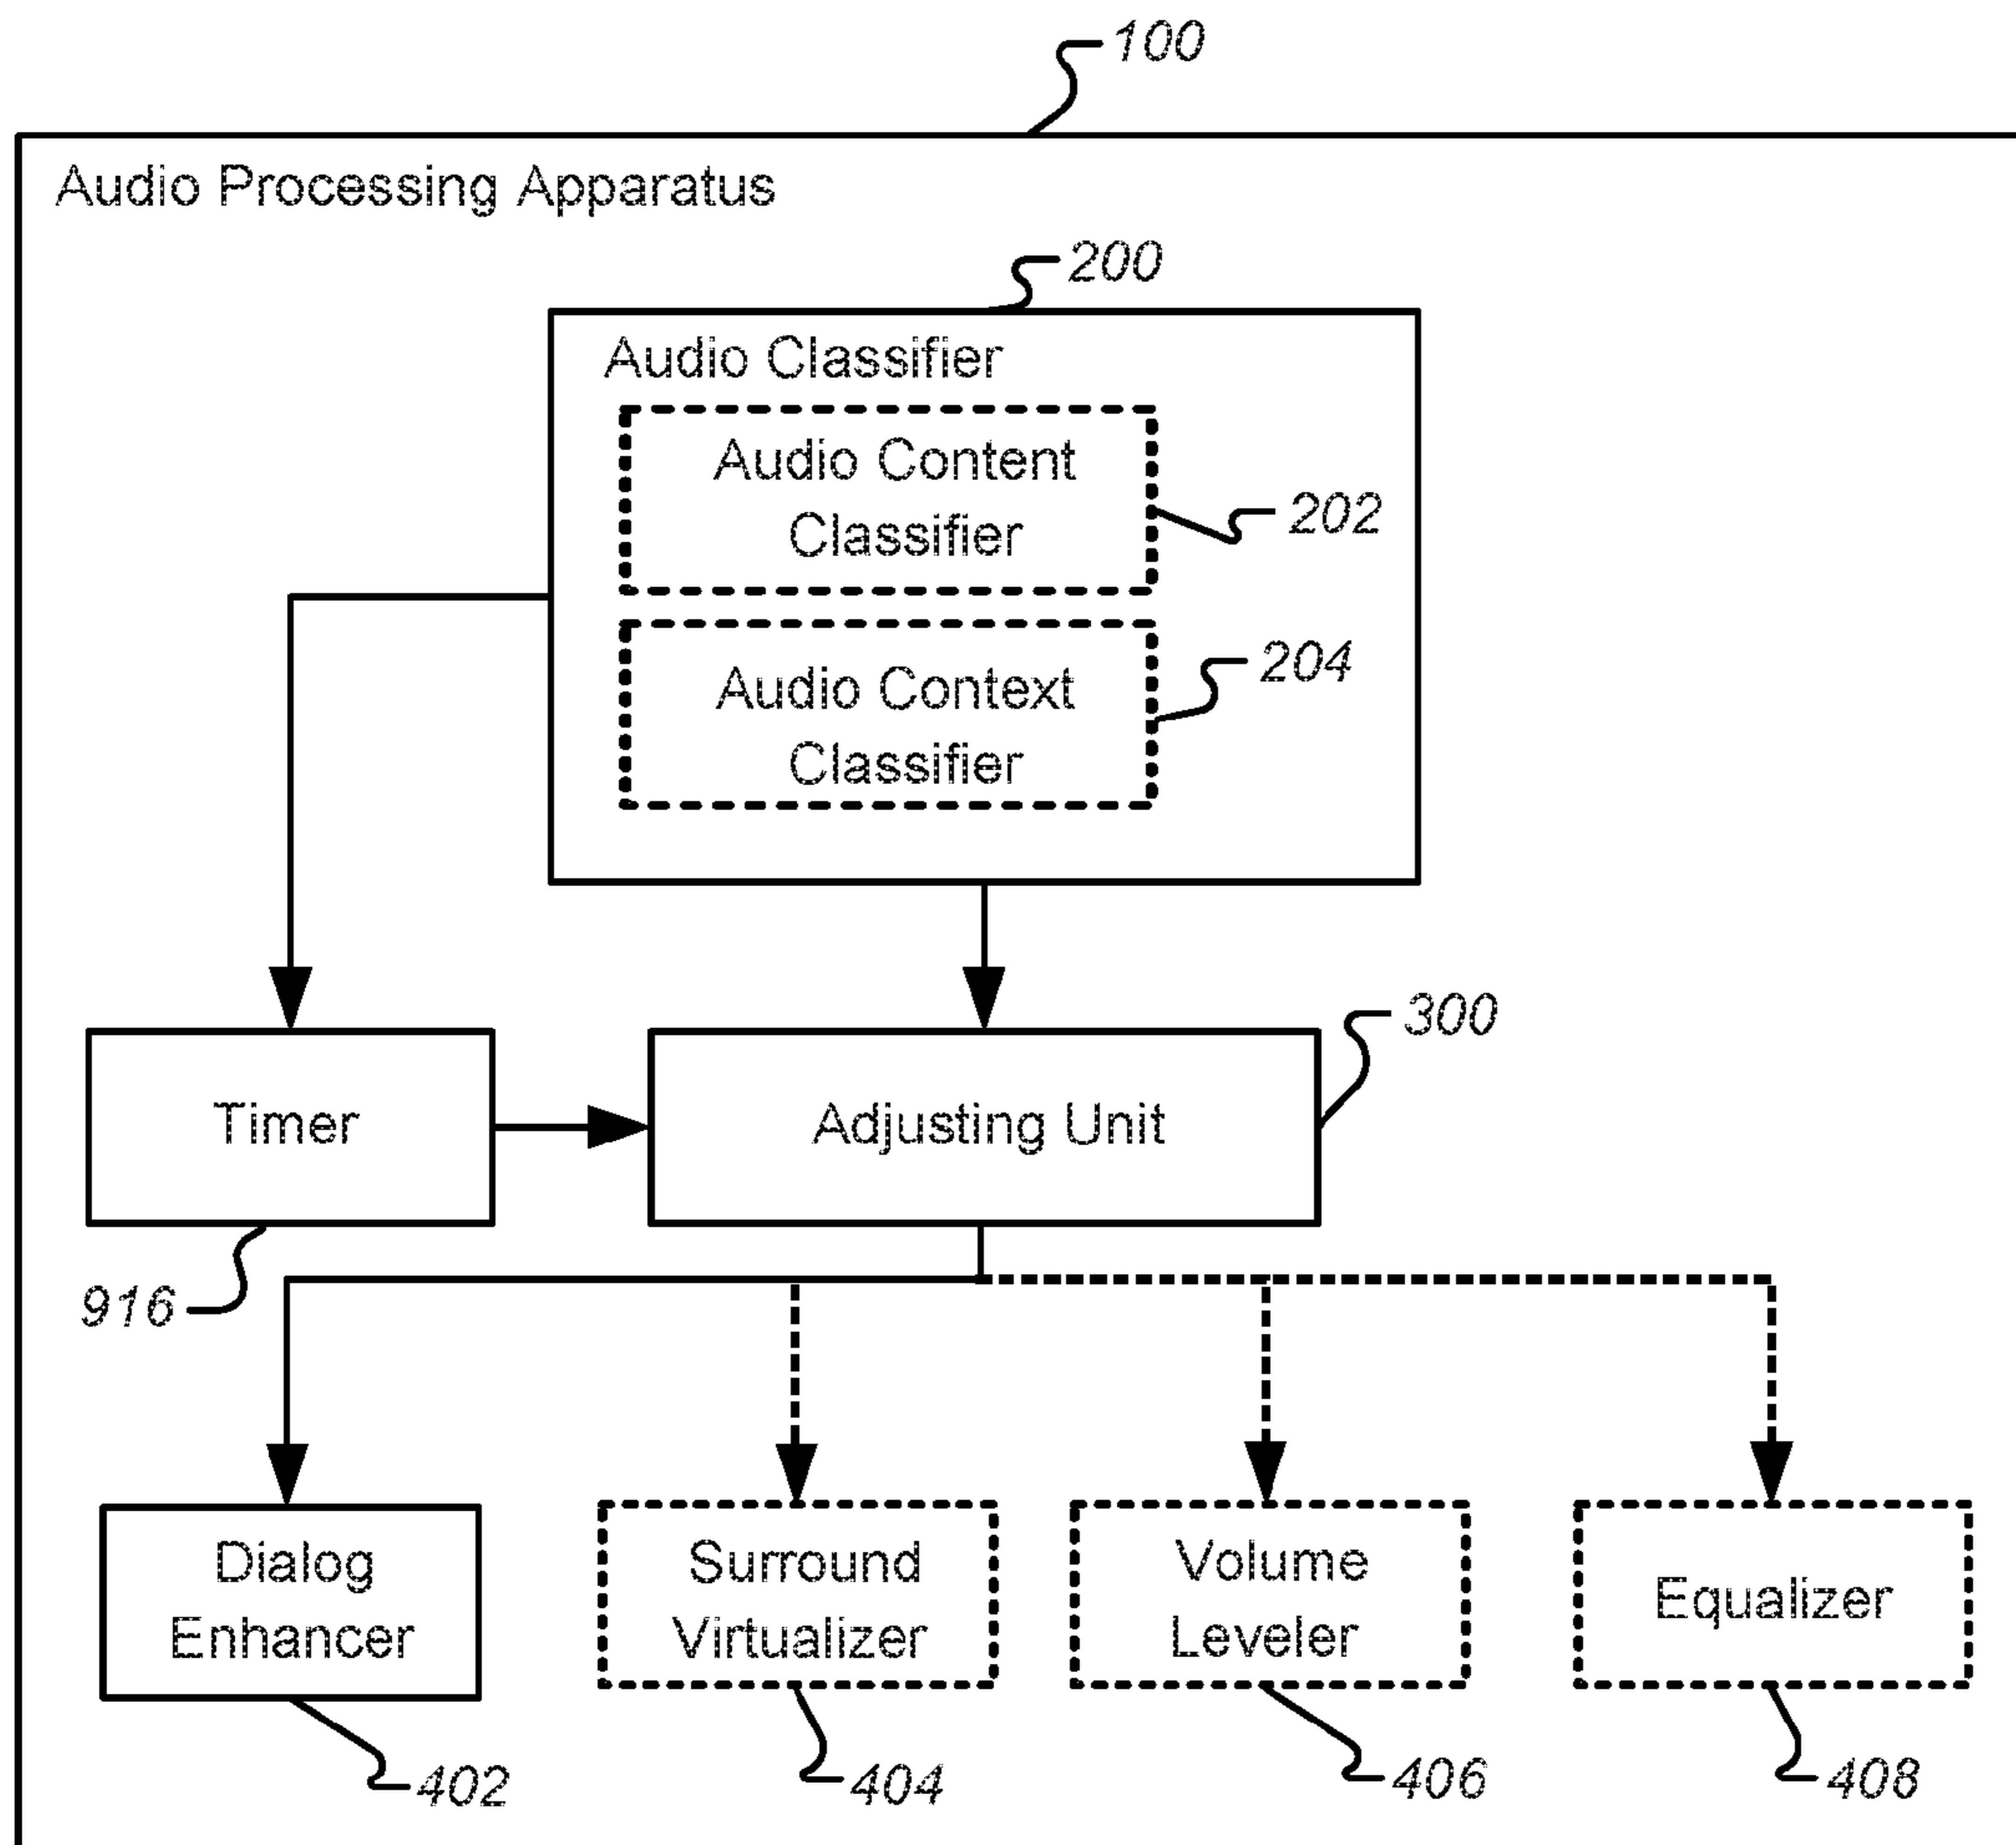 100
Audio Processing Apparatus
200
Audio Classifier
Audio Content
Classifier
202
Audio Context
Classifier
204
Timer
Adjusting Unit
300
916
Dialog
Enhancer
Surround
Virtualizer
Volume
Leveler
Equalizer
402
404
406
408